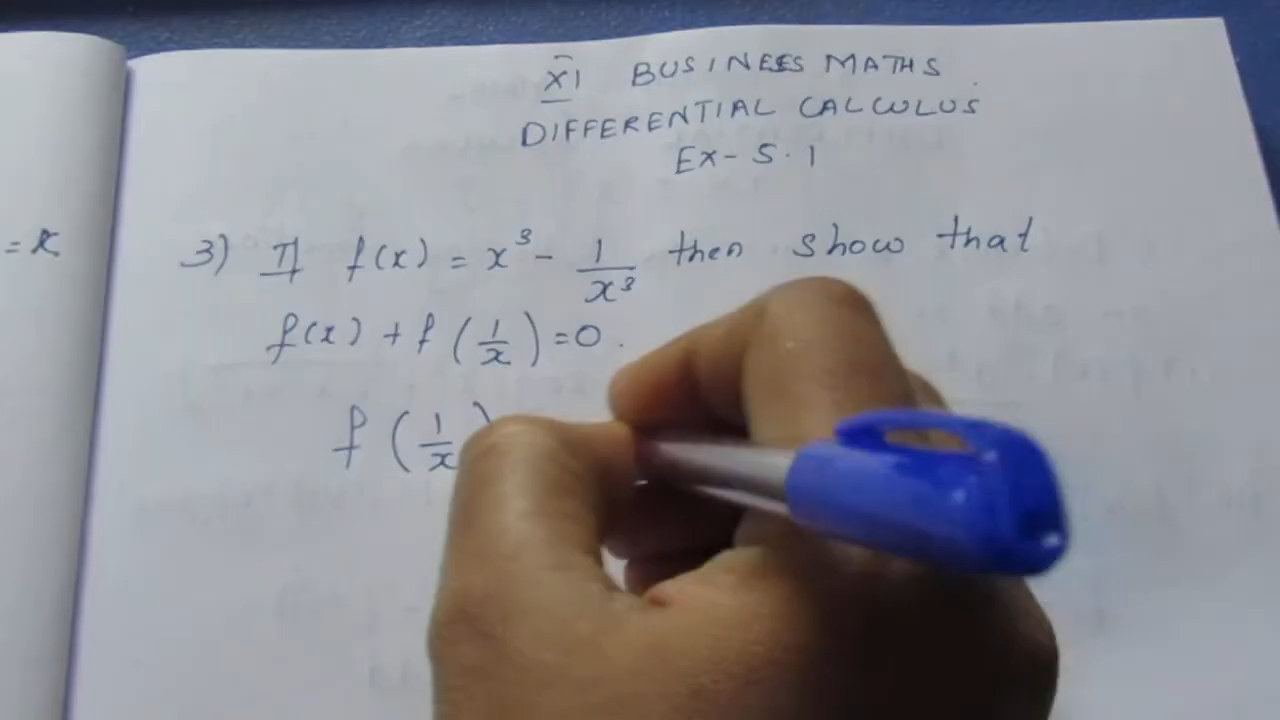 XI BUSINESS MATHS
DIFFERENTIAL CALCULUS
Ex-5.1
= x
3) If f(x) = x³ - 1/x³ then show that
f(x) + f(1/x) = 0.
f(1/x)